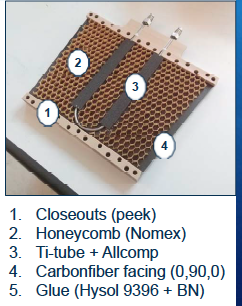 2
3
1
4
1. Closeouts (peek)
2. Honeycomb (Nomex)
3. Ti-tube + Allcomp
4. Carbonfiber facing (0,90,0)
5. Glue (Hysol 9396 + BN)